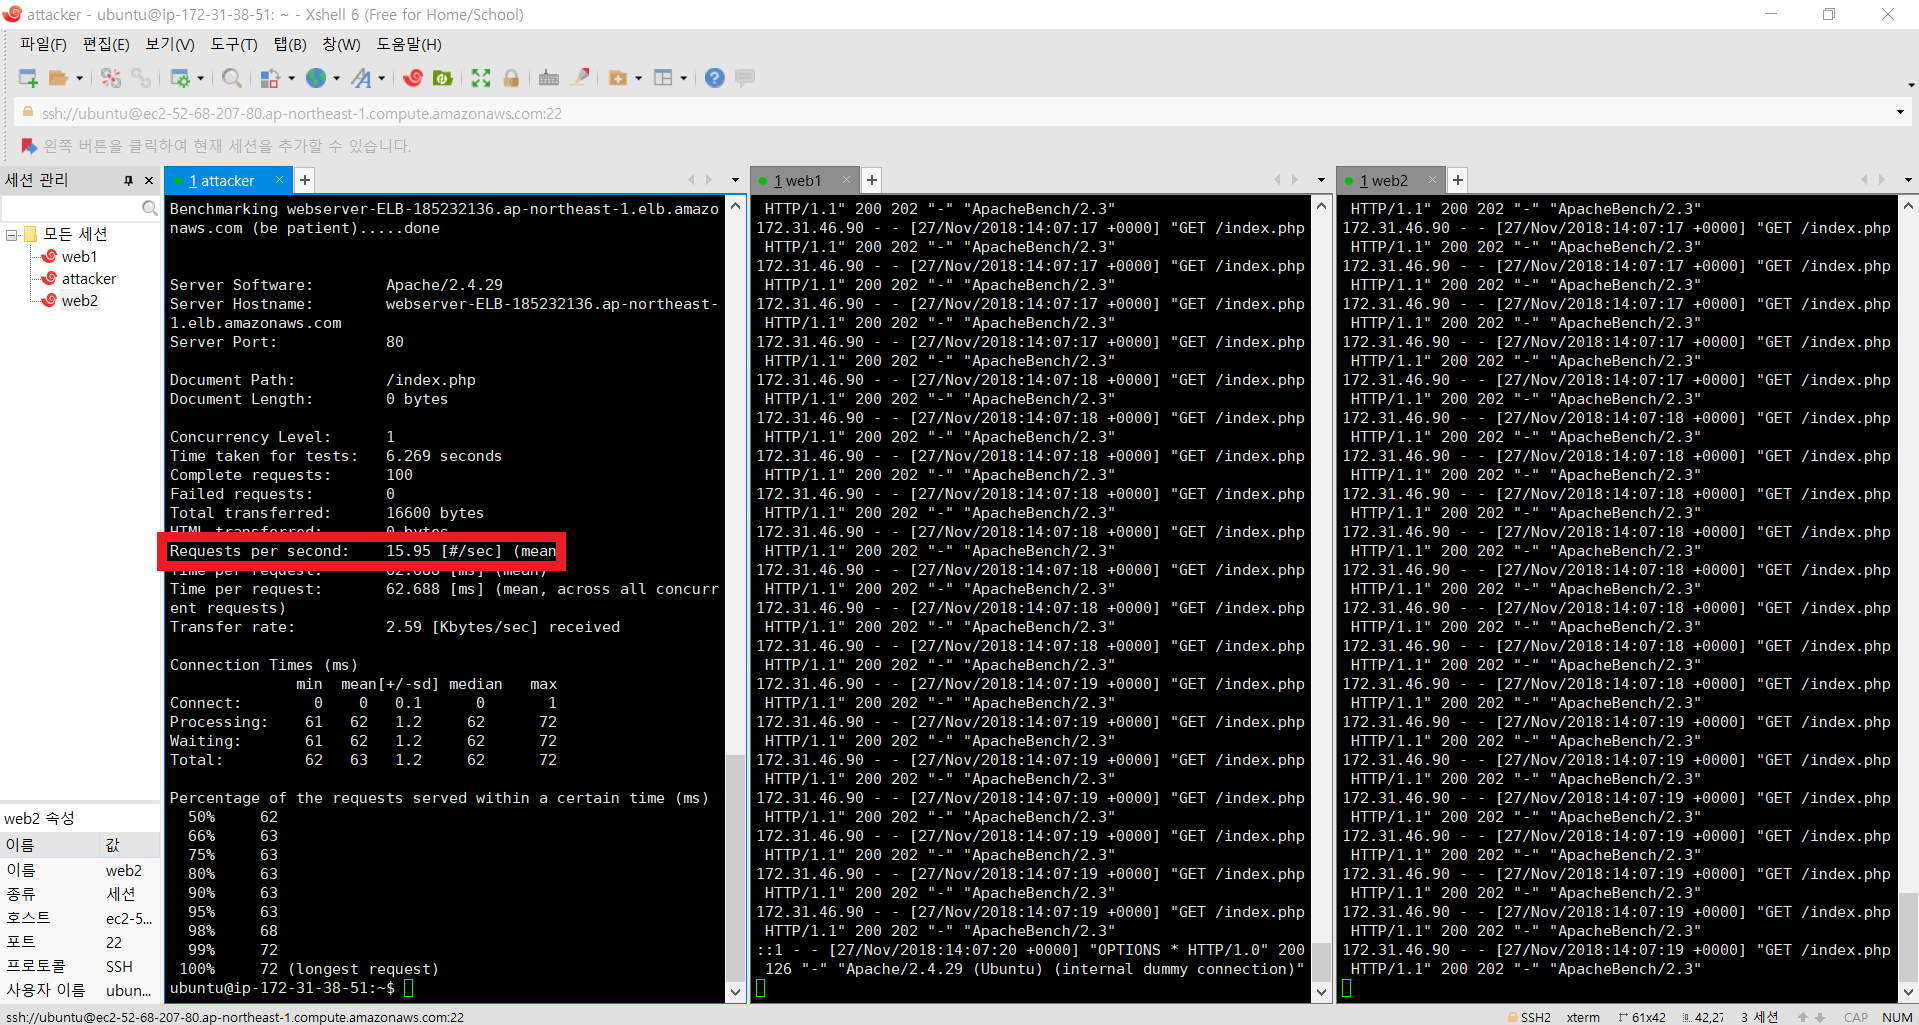 attacker - ubuntu@ip-172-31-38-51: ~ - Xshell 6 (Free for Home/School)
파일(F) 편집(E) 보기(V) 도구(T) 탭(B) 창(W) 도움말(H)
ssh://ubuntu@ec2-52-68-207-80.ap-northeast-1.compute.amazonaws.com:22
왼쪽 버튼을 클릭하여 현재 세션을 추가할 수 있습니다.
세션 관리
모든 세션
web1
attacker
web2
web2 속성
이름 값
이름 web2
종류 세션
호스트 ec2-5...
포트 22
프로토콜 SSH
사용자 이름 ubun...
1 attacker
Benchmarking webserver-ELB-185232136.ap-northeast-1.elb.amazo
naws.com (be patient).....done
Server Software: Apache/2.4.29
Server Hostname: webserver-ELB-185232136.ap-northeast-
1.elb.amazonaws.com
Server Port: 80
Document Path: /index.php
Document Length: 0 bytes
Concurrency Level: 1
Time taken for tests: 6.269 seconds
Complete requests: 100
Failed requests: 0
Total transferred: 16600 bytes
HTML transferred: 0 bytes
Requests per second: 15.95 [#/sec] (mean
Time per request: 62.688 [ms] (mean)
Time per request: 62.688 [ms] (mean, across all concurr
ent requests)
Transfer rate: 2.59 [Kbytes/sec] received
Connection Times (ms)
min mean[+/-sd] median max
Connect: 0 0 0.1 0 1
Processing: 61 62 1.2 62 72
Waiting: 61 62 1.2 62 72
Total: 62 63 1.2 62 72
Percentage of the requests served within a certain time (ms)
50% 62
66% 63
75% 63
80% 63
90% 63
95% 63
98% 68
99% 72
100% 72 (longest request)
ubuntu@ip-172-31-38-51:~$
1 web1
HTTP/1.1" 200 202 "-" "ApacheBench/2.3"
172.31.46.90 - - [27/Nov/2018:14:07:17 +0000] "GET /index.php
HTTP/1.1" 200 202 "-" "ApacheBench/2.3"
172.31.46.90 - - [27/Nov/2018:14:07:17 +0000] "GET /index.php
HTTP/1.1" 200 202 "-" "ApacheBench/2.3"
172.31.46.90 - - [27/Nov/2018:14:07:17 +0000] "GET /index.php
HTTP/1.1" 200 202 "-" "ApacheBench/2.3"
172.31.46.90 - - [27/Nov/2018:14:07:17 +0000] "GET /index.php
HTTP/1.1" 200 202 "-" "ApacheBench/2.3"
172.31.46.90 - - [27/Nov/2018:14:07:18 +0000] "GET /index.php
HTTP/1.1" 200 202 "-" "ApacheBench/2.3"
172.31.46.90 - - [27/Nov/2018:14:07:18 +0000] "GET /index.php
HTTP/1.1" 200 202 "-" "ApacheBench/2.3"
172.31.46.90 - - [27/Nov/2018:14:07:18 +0000] "GET /index.php
HTTP/1.1" 200 202 "-" "ApacheBench/2.3"
172.31.46.90 - - [27/Nov/2018:14:07:18 +0000] "GET /index.php
HTTP/1.1" 200 202 "-" "ApacheBench/2.3"
172.31.46.90 - - [27/Nov/2018:14:07:18 +0000] "GET /index.php
HTTP/1.1" 200 202 "-" "ApacheBench/2.3"
172.31.46.90 - - [27/Nov/2018:14:07:18 +0000] "GET /index.php
HTTP/1.1" 200 202 "-" "ApacheBench/2.3"
172.31.46.90 - - [27/Nov/2018:14:07:18 +0000] "GET /index.php
HTTP/1.1" 200 202 "-" "ApacheBench/2.3"
172.31.46.90 - - [27/Nov/2018:14:07:18 +0000] "GET /index.php
HTTP/1.1" 200 202 "-" "ApacheBench/2.3"
172.31.46.90 - - [27/Nov/2018:14:07:19 +0000] "GET /index.php
HTTP/1.1" 200 202 "-" "ApacheBench/2.3"
172.31.46.90 - - [27/Nov/2018:14:07:19 +0000] "GET /index.php
HTTP/1.1" 200 202 "-" "ApacheBench/2.3"
172.31.46.90 - - [27/Nov/2018:14:07:19 +0000] "GET /index.php
HTTP/1.1" 200 202 "-" "ApacheBench/2.3"
172.31.46.90 - - [27/Nov/2018:14:07:19 +0000] "GET /index.php
HTTP/1.1" 200 202 "-" "ApacheBench/2.3"
172.31.46.90 - - [27/Nov/2018:14:07:19 +0000] "GET /index.php
HTTP/1.1" 200 202 "-" "ApacheBench/2.3"
172.31.46.90 - - [27/Nov/2018:14:07:19 +0000] "GET /index.php
HTTP/1.1" 200 202 "-" "ApacheBench/2.3"
172.31.46.90 - - [27/Nov/2018:14:07:19 +0000] "GET /index.php
HTTP/1.1" 200 202 "-" "ApacheBench/2.3"
::1 - - [27/Nov/2018:14:07:20 +0000] "OPTIONS * HTTP/1.0" 200
126 "-" "Apache/2.4.29 (Ubuntu) (internal dummy connection)"
1 web2
HTTP/1.1" 200 202 "-" "ApacheBench/2.3"
172.31.46.90 - - [27/Nov/2018:14:07:17 +0000] "GET /index.php
HTTP/1.1" 200 202 "-" "ApacheBench/2.3"
172.31.46.90 - - [27/Nov/2018:14:07:17 +0000] "GET /index.php
HTTP/1.1" 200 202 "-" "ApacheBench/2.3"
172.31.46.90 - - [27/Nov/2018:14:07:17 +0000] "GET /index.php
HTTP/1.1" 200 202 "-" "ApacheBench/2.3"
172.31.46.90 - - [27/Nov/2018:14:07:17 +0000] "GET /index.php
HTTP/1.1" 200 202 "-" "ApacheBench/2.3"
172.31.46.90 - - [27/Nov/2018:14:07:17 +0000] "GET /index.php
HTTP/1.1" 200 202 "-" "ApacheBench/2.3"
172.31.46.90 - - [27/Nov/2018:14:07:18 +0000] "GET /index.php
HTTP/1.1" 200 202 "-" "ApacheBench/2.3"
172.31.46.90 - - [27/Nov/2018:14:07:18 +0000] "GET /index.php
HTTP/1.1" 200 202 "-" "ApacheBench/2.3"
172.31.46.90 - - [27/Nov/2018:14:07:18 +0000] "GET /index.php
HTTP/1.1" 200 202 "-" "ApacheBench/2.3"
172.31.46.90 - - [27/Nov/2018:14:07:18 +0000] "GET /index.php
HTTP/1.1" 200 202 "-" "ApacheBench/2.3"
172.31.46.90 - - [27/Nov/2018:14:07:18 +0000] "GET /index.php
HTTP/1.1" 200 202 "-" "ApacheBench/2.3"
172.31.46.90 - - [27/Nov/2018:14:07:18 +0000] "GET /index.php
HTTP/1.1" 200 202 "-" "ApacheBench/2.3"
172.31.46.90 - - [27/Nov/2018:14:07:18 +0000] "GET /index.php
HTTP/1.1" 200 202 "-" "ApacheBench/2.3"
172.31.46.90 - - [27/Nov/2018:14:07:18 +0000] "GET /index.php
HTTP/1.1" 200 202 "-" "ApacheBench/2.3"
172.31.46.90 - - [27/Nov/2018:14:07:19 +0000] "GET /index.php
HTTP/1.1" 200 202 "-" "ApacheBench/2.3"
172.31.46.90 - - [27/Nov/2018:14:07:19 +0000] "GET /index.php
HTTP/1.1" 200 202 "-" "ApacheBench/2.3"
172.31.46.90 - - [27/Nov/2018:14:07:19 +0000] "GET /index.php
HTTP/1.1" 200 202 "-" "ApacheBench/2.3"
172.31.46.90 - - [27/Nov/2018:14:07:19 +0000] "GET /index.php
HTTP/1.1" 200 202 "-" "ApacheBench/2.3"
172.31.46.90 - - [27/Nov/2018:14:07:19 +0000] "GET /index.php
HTTP/1.1" 200 202 "-" "ApacheBench/2.3"
172.31.46.90 - - [27/Nov/2018:14:07:19 +0000] "GET /index.php
HTTP/1.1" 200 202 "-" "ApacheBench/2.3"
172.31.46.90 - - [27/Nov/2018:14:07:19 +0000] "GET /index.php
HTTP/1.1" 200 202 "-" "ApacheBench/2.3"
ssh://ubuntu@ec2-52-68-207-80.ap-northeast-1.compute.amazonaws.com:22 SSH2 xterm 61x42 42,27 3 세션 CAP NUM